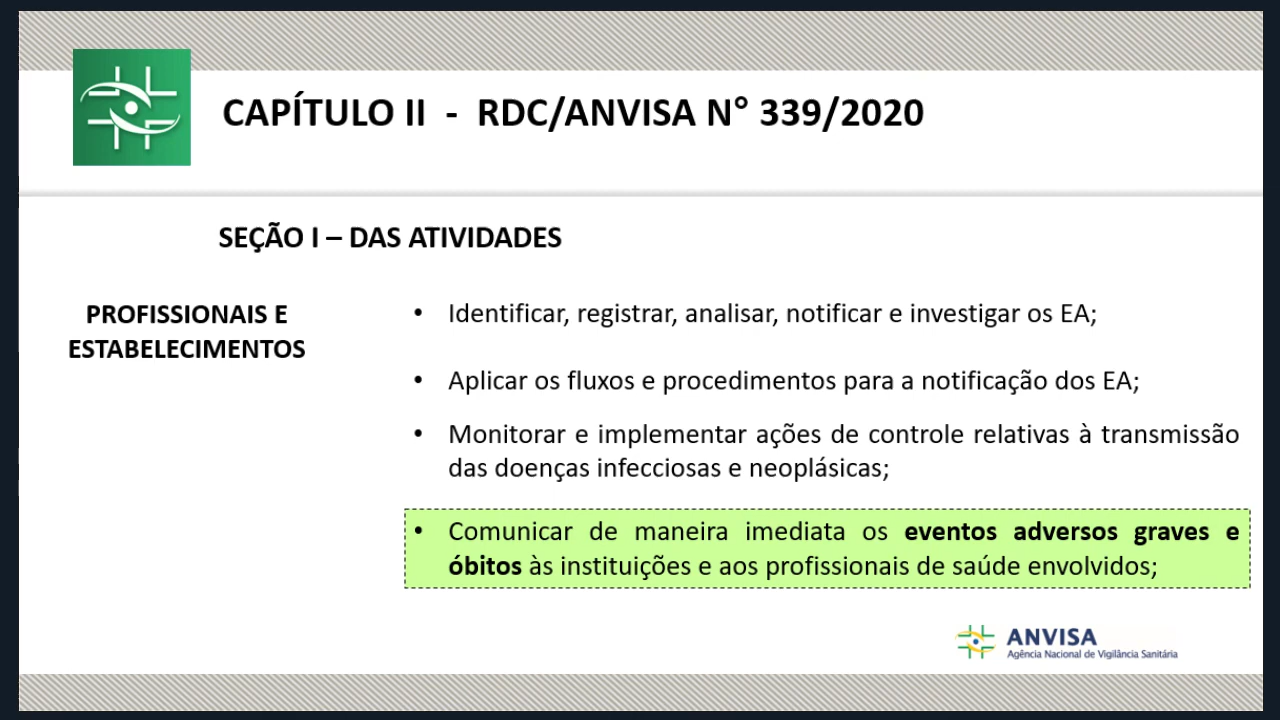 CAPÍTULO II - RDC/ANVISA N° 339/2020
SEÇÃO I – DAS ATIVIDADES
PROFISSIONAIS E
ESTABELECIMENTOS
• Identificar, registrar, analisar, notificar e investigar os EA;
• Aplicar os fluxos e procedimentos para a notificação dos EA;
• Monitorar e implementar ações de controle relativas à transmissão
das doenças infecciosas e neoplásicas;
• Comunicar de maneira imediata os eventos adversos graves e
óbitos às instituições e aos profissionais de saúde envolvidos;
ANVISA
Agência Nacional de Vigilância Sanitária